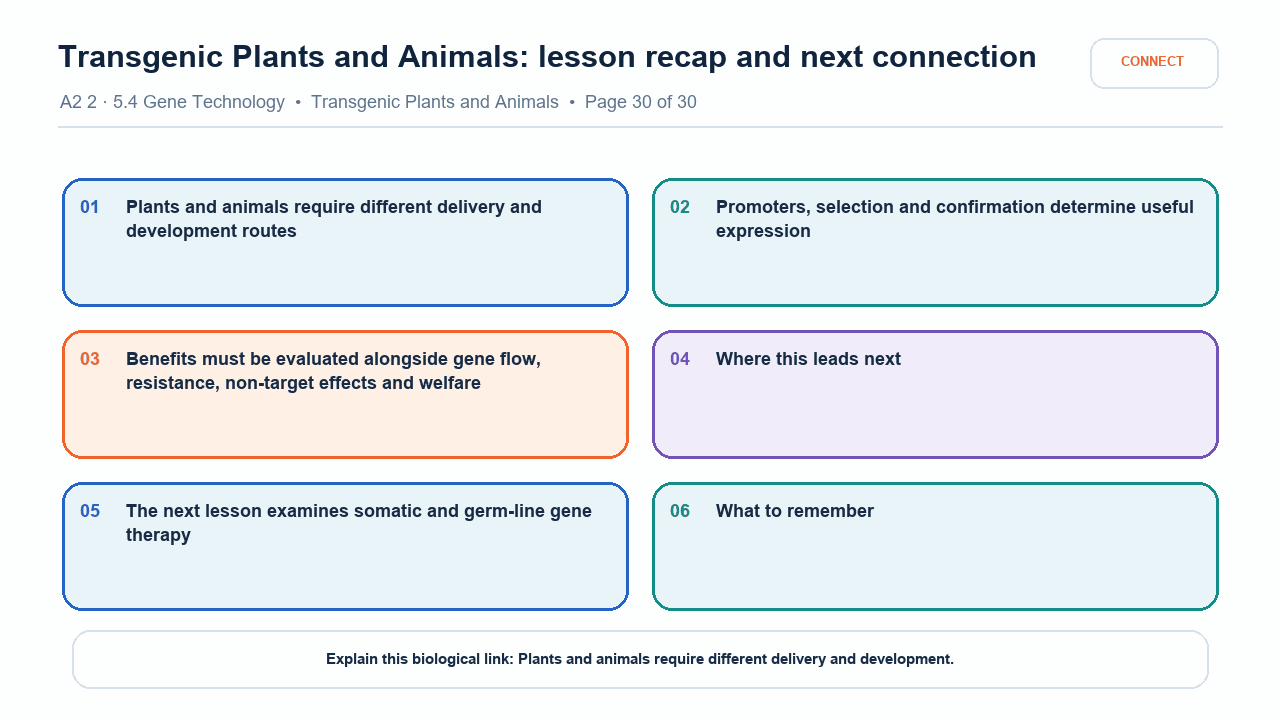 Transgenic Plants and Animals: lesson recap and next connection
CONNECT
A2 2 · 5.4 Gene Technology • Transgenic Plants and Animals • Page 30 of 30
01 Plants and animals require different delivery and
development routes
02 Promoters, selection and confirmation determine useful
expression
03 Benefits must be evaluated alongside gene flow,
resistance, non-target effects and welfare
04 Where this leads next
05 The next lesson examines somatic and germ-line gene
therapy
06 What to remember
Explain this biological link: Plants and animals require different delivery and development.